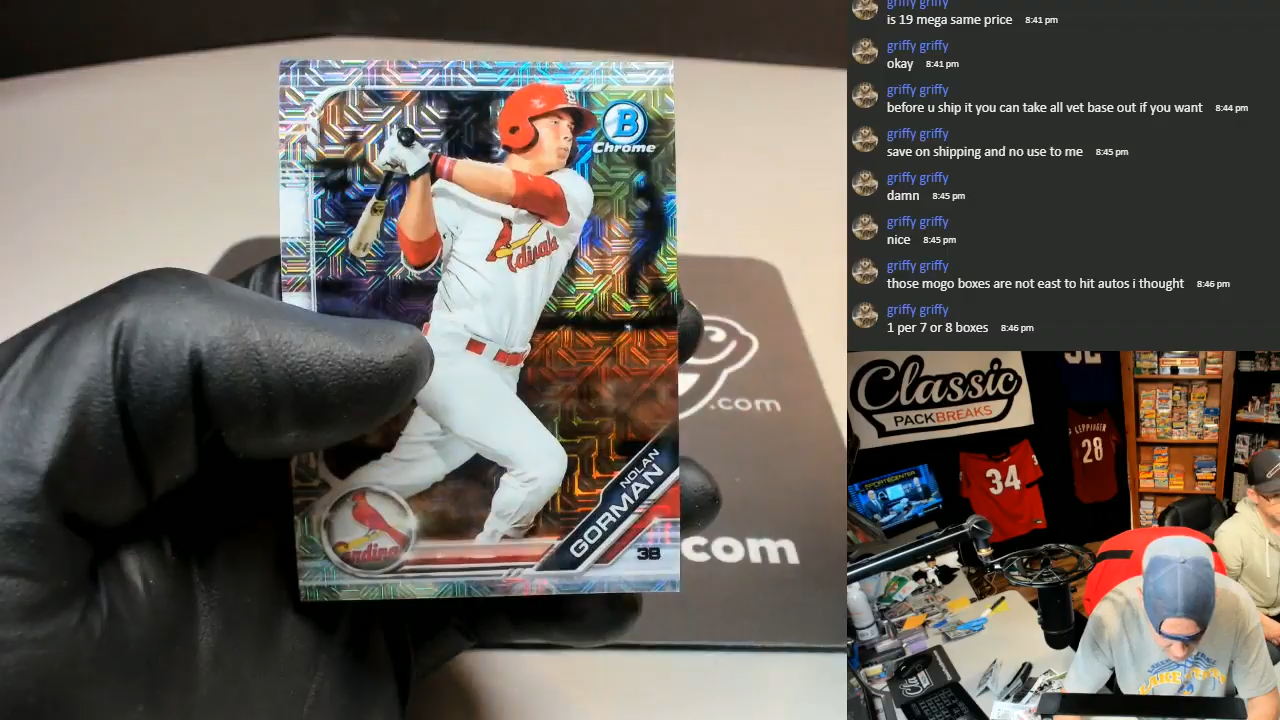 B
Chrome
Cardinals
NOLAN
GORMAN
3B
Cardinals
.com
com
griffy griffy
is 19 mega same price 8:41 pm
griffy griffy
okay 8:41 pm
griffy griffy
before u ship it you can take all vet base out if you want 8:44 pm
griffy griffy
save on shipping and no use to me 8:45 pm
griffy griffy
damn 8:45 pm
griffy griffy
nice 8:45 pm
griffy griffy
those mogo boxes are not east to hit autos i thought 8:46 pm
griffy griffy
1 per 7 or 8 boxes 8:46 pm
Classic
PACKBREAKS
SPORTSCENTER
34
LEPPINGER
28